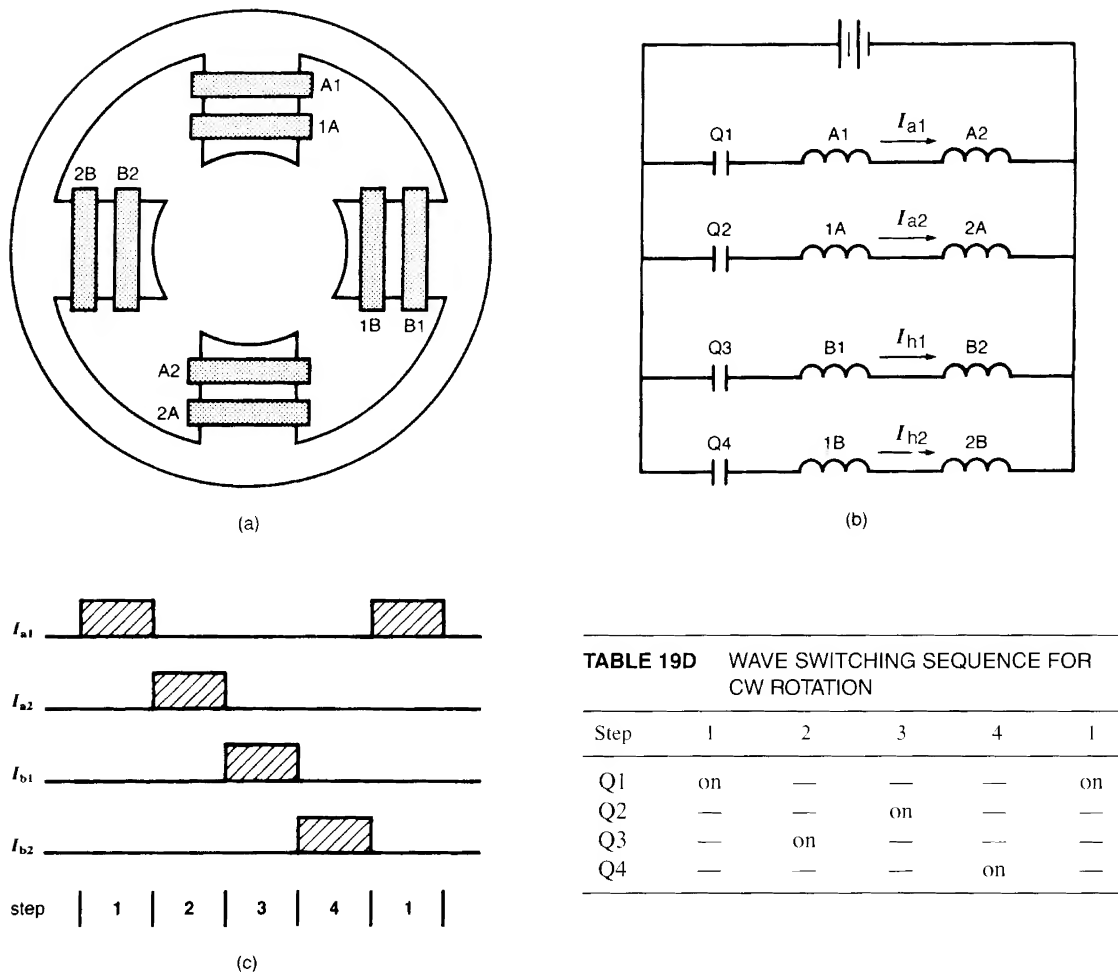 A1
1A
2B B2
1B B1
A2
2A
(a)
Q1 A1 Ia1 A2
Q2 1A Ia2 2A
Q3 B1 Ih1 B2
Q4 1B Ih2 2B
(b)
Ia1
Ia2
Ib1
Ib2
step 1 2 3 4 1
(c)
TABLE 19D WAVE SWITCHING SEQUENCE FOR
CW ROTATION
Step 1 2 3 4 1
Q1 on — — — on
Q2 — — on — —
Q3 — on — — —
Q4 — — — on —